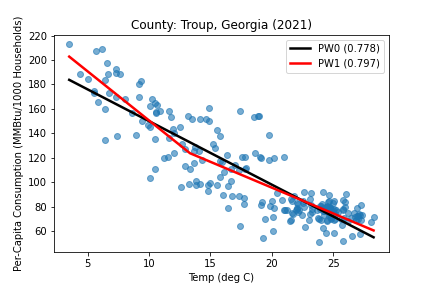 County: Troup, Georgia (2021)
Per-Capita Consumption (MMBtu/1000 Households)
220
200
180
160
140
120
100
80
60
PW0 (0.778)
PW1 (0.797)
5 10 15 20 25
Temp (deg C)